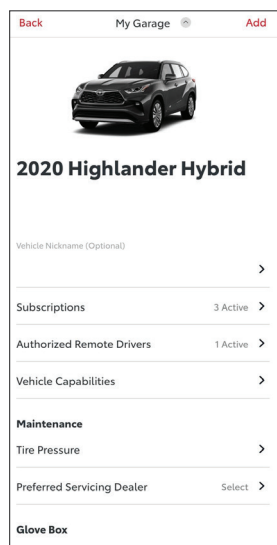 Back My Garage Add
2020 Highlander Hybrid
Vehicle Nickname (Optional)
Subscriptions 3 Active
Authorized Remote Drivers 1 Active
Vehicle Capabilities
Maintenance
Tire Pressure
Preferred Servicing Dealer Select
Glove Box